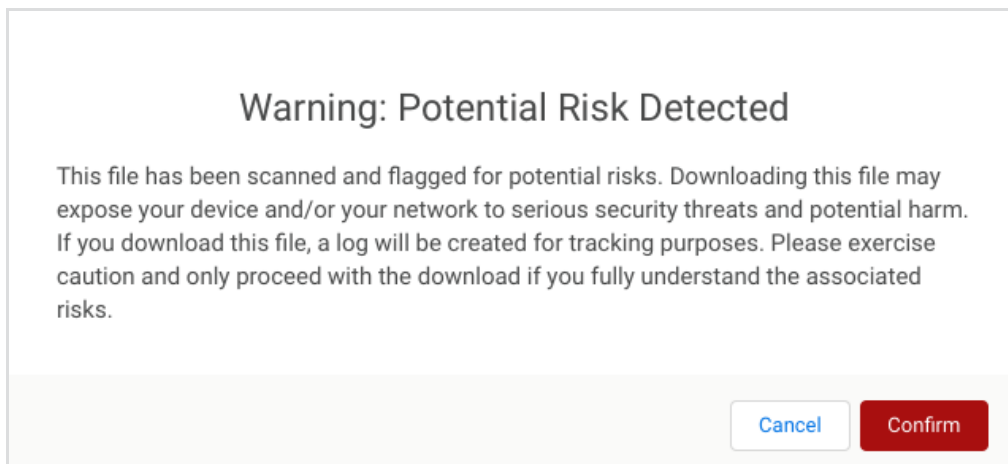 Warning: Potential Risk Detected
This file has been scanned and flagged for potential risks. Downloading this file may
expose your device and/or your network to serious security threats and potential harm.
If you download this file, a log will be created for tracking purposes. Please exercise
caution and only proceed with the download if you fully understand the associated
risks.
Cancel
Confirm